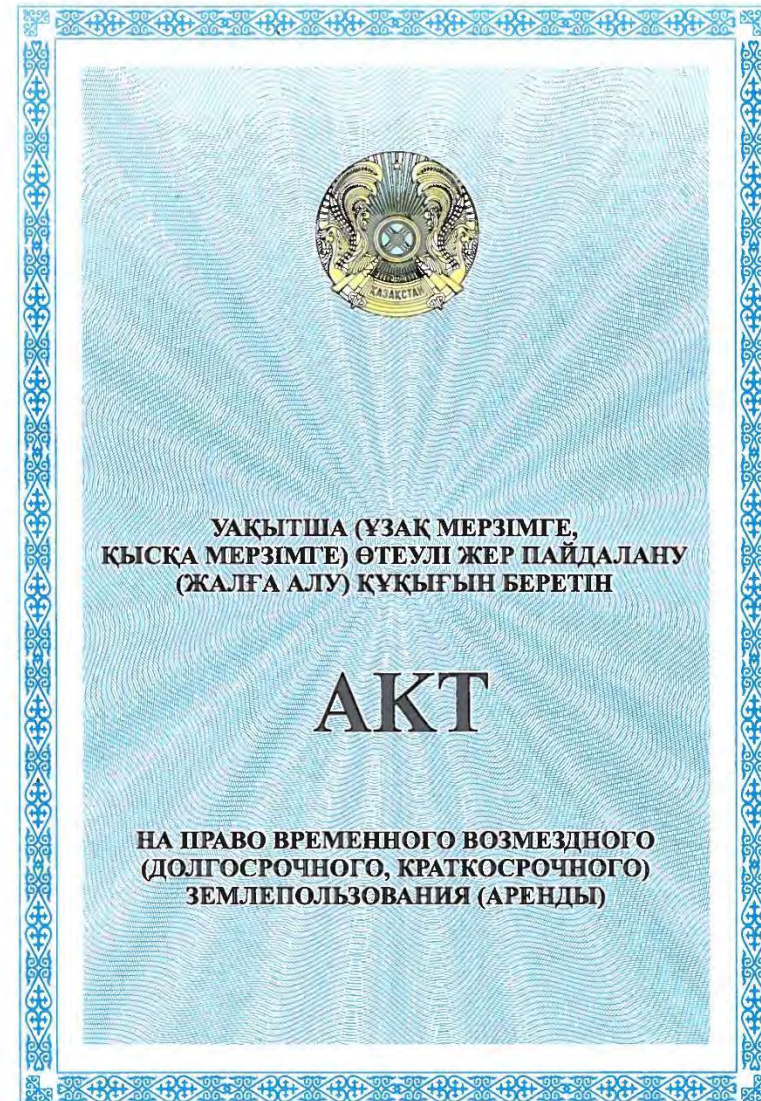 ҚАЗАҚСТАН
УАҚЫТША (ҰЗАҚ МЕРЗІМГЕ,
ҚЫСҚА МЕРЗІМГЕ) ӨТЕУЛІ ЖЕР ПАЙДАЛАНУ
(ЖАЛҒА АЛУ) ҚҰҚЫҒЫН БЕРЕТІН
АКТ
НА ПРАВО ВРЕМЕННОГО ВОЗМЕЗДНОГО
(ДОЛГОСРОЧНОГО, КРАТКОСРОЧНОГО)
ЗЕМЛЕПОЛЬЗОВАНИЯ (АРЕНДЫ)